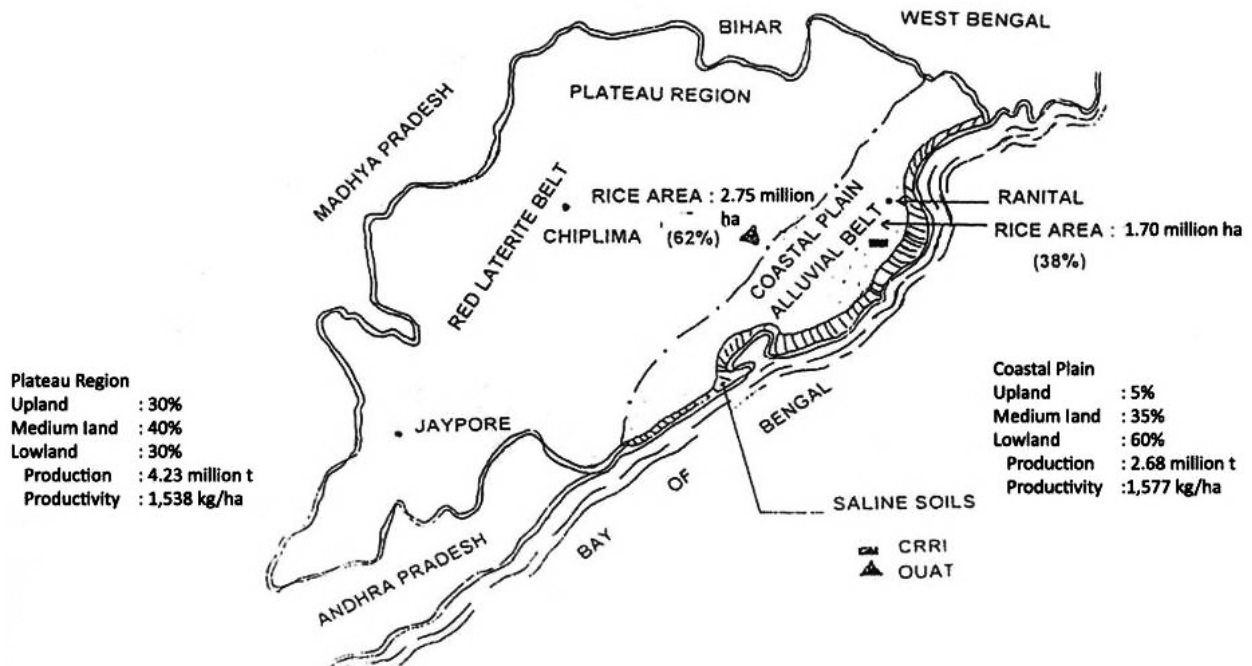 WEST BENGAL
BIHAR
PLATEAU REGION
MADHYA PRADESH
RED LATERITE BELT
RICE AREA : 2.75 million
ha
CHIPLIMA (62%)
COASTAL PLAIN
ALLUVIAL BELT
RANITAL
RICE AREA : 1.70 million ha
(38%)
Plateau Region
Upland : 30%
Medium land : 40%
Lowland : 30%
Production : 4.23 million t
Productivity : 1,538 kg/ha
JAYPORE
Coastal Plain
Upland : 5%
Medium land : 35%
Lowland : 60%
Production : 2.68 million t
Productivity :1,577 kg/ha
ANDHRA PRADESH
BAY OF BENGAL
SALINE SOILS
CRRI
OUAT